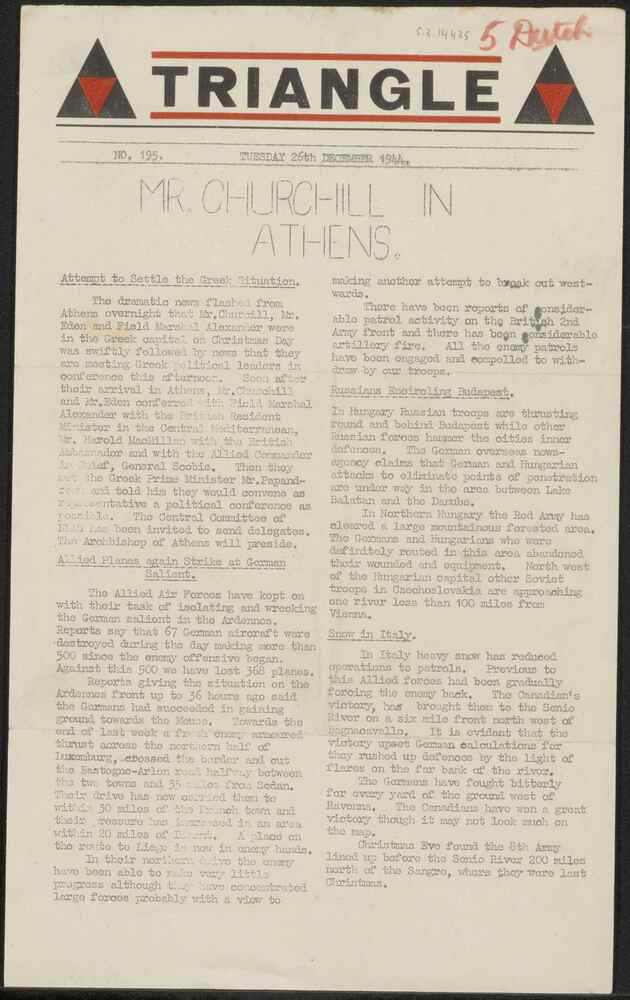 S.2.14435 5 Dutch
TRIANGLE
NO. 195. TUESDAY 26th DECEMBER 1944.
MR. CHURCHILL IN
ATHENS.
Attempt to Settle the Greek Situation.
The dramatic news flashed from
Athens overnight that Mr.Churchill, Mr.
Eden and Field Marshal Alexander were
in the Greek capital on Christmas Day
was swiftly followed by news that they
are meeting Greek political leaders in
conference this afternoon. Soon after
their arrival in Athens, Mr.Churchill
and Mr.Eden conferred with Field Marshal
Alexander with the British Resident
Minister in the Central Mediterranean,
Mr. Harold MacMillan with the British
Ambassador and with the Allied Commander
in Chief, General Scobie. Then they
met the Greek Prime Minister Mr.Papand-
and told him they would convene as
representative a political conference as
possible. The Central Committee of
has been invited to send delegates.
The Archbishop of Athens will preside.
Allied Planes again Strike at German
Salient.
The Allied Air Forces have kept on
with their task of isolating and wrecking
the German salient in the Ardennes.
Reports say that 67 German aircraft were
destroyed during the day making more than
500 since the enemy offensive began.
Against this 500 we have lost 368 planes.
Reports giving the situation on the
Ardennes front up to 36 hours ago said
the Germans had succeeded in gaining
ground towards the Meuse. Towards the
end of last week a fresh enemy armoured
thrust across the northern half of
Luxemburg, crossed the border and cut
the Bastogne-Arlon road halfway between
the two towns and 35 miles from Sedan.
Their drive has now carried them to
within 30 miles of the French town and
their pressure has increased in an area
within 20 miles of A place on
the route to Liege is now in enemy hands.
In their northern drive the enemy
have been able to make very little
progress although they have concentrated
large forces probably with a view to
making another attempt to break out west-
wards.
There have been reports of consider-
able patrol activity on the British 2nd
Army front and there has been considerable
artillery fire. All the enemy patrols
have been engaged and compelled to with-
draw by our troops.
Russians Encircling Budapest.
In Hungary Russian troops are thrusting
round and behind Budapest while other
Russian forces hammer the cities inner
defences. The German overseas news-
agency claims that German and Hungarian
attacks to eliminate points of penetration
are under way in the area between Lake
Balatan and the Danube.
In Northern Hungary the Red Army has
cleared a large mountainous forested area.
The Germans and Hungarians who were
definitely routed in this area abandoned
their wounded and equipment. North west
of the Hungarian capital other Soviet
troops in Czechoslovakia are approaching
one river less than 100 miles from
Vienna.
Snow in Italy.
In Italy heavy snow has reduced
operations to patrols. Previous to
this Allied forces had been gradually
forcing the enemy back. The Canadian's
victory, has brought them to the Senio
River on a six mile front north west of
Bagnacavallo. It is evident that the
victory upset German calculations for
they rushed up defences by the light of
flares on the far bank of the river.
The Germans have fought bitterly
for every yard of the ground west of
Ravenna. The Canadians have won a great
victory though it may not look much on
the map.
Christmas Eve found the 8th Army
lined up before the Senio River 200 miles
north of the Sangro, where they were last
Christmas.